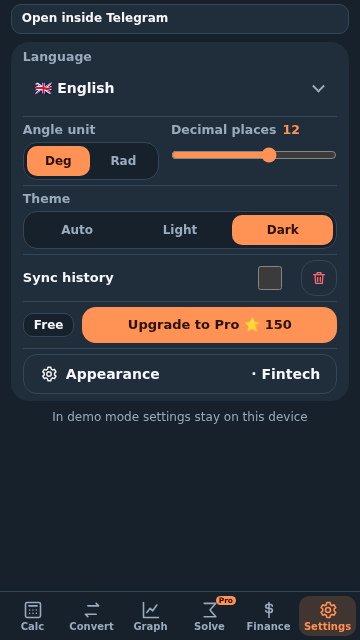 Open inside Telegram
Language
🇬🇧 English
Angle unit
Decimal places 12
Deg
Rad
Theme
Auto
Light
Dark
Sync history
Free
Upgrade to Pro ⭐ 150
Appearance
· Fintech
In demo mode settings stay on this device
Pro
Calc
Convert
Graph
Solve
Finance
Settings